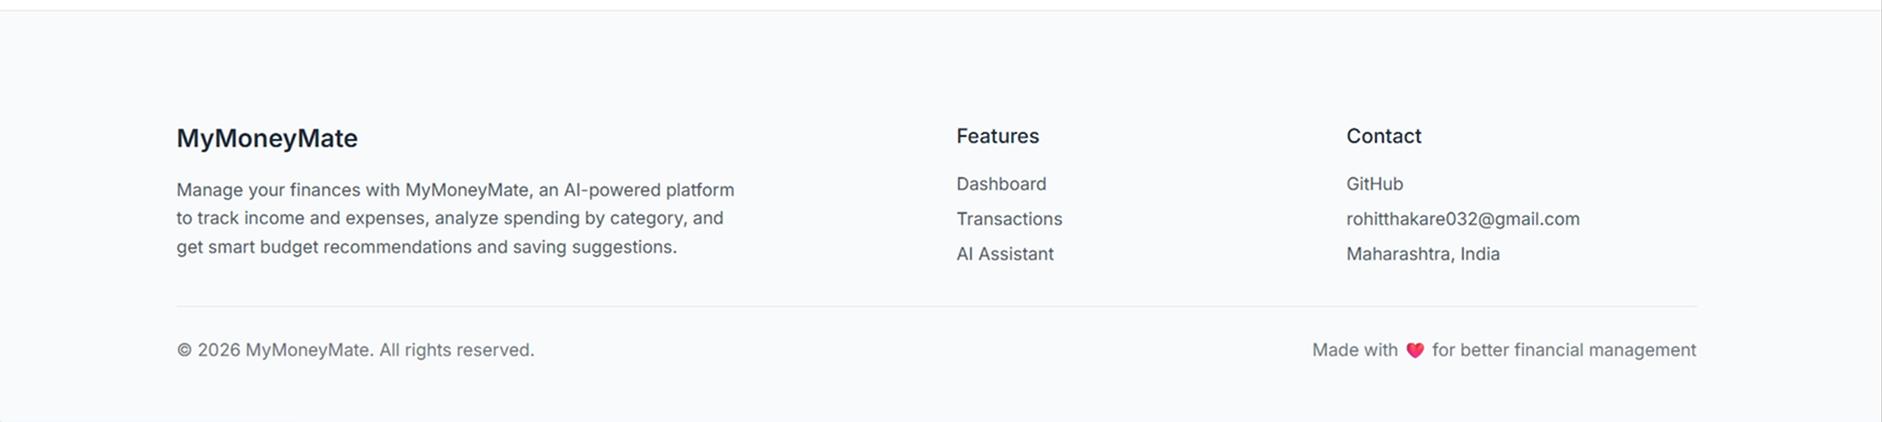 MyMoneyMate
Manage your finances with MyMoneyMate, an AI-powered platform
to track income and expenses, analyze spending by category, and
get smart budget recommendations and saving suggestions.
Features
Dashboard
Transactions
AI Assistant
Contact
GitHub
rohitthakare032@gmail.com
Maharashtra, India
© 2026 MyMoneyMate. All rights reserved.
Made with ❤️ for better financial management